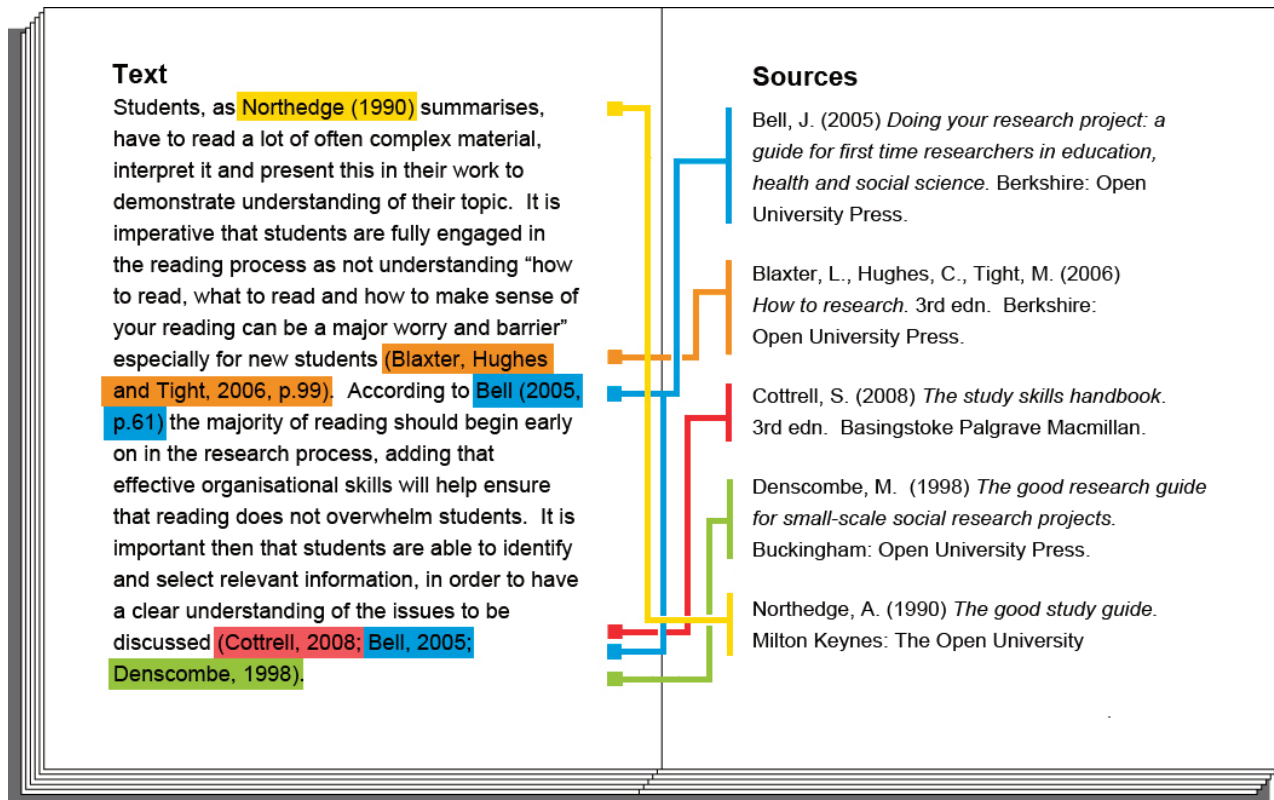 Text
Students, as Northedge (1990) summarises,
have to read a lot of often complex material,
interpret it and present this in their work to
demonstrate understanding of their topic.  It is
imperative that students are fully engaged in
the reading process as not understanding “how
to read, what to read and how to make sense of
your reading can be a major worry and barrier”
especially for new students (Blaxter, Hughes
and Tight, 2006, p.99).  According to Bell (2005,
p.61) the majority of reading should begin early
on in the research process, adding that
effective organisational skills will help ensure
that reading does not overwhelm students.  It is
important then that students are able to identify
and select relevant information, in order to have
a clear understanding of the issues to be
discussed (Cottrell, 2008; Bell, 2005;
Denscombe, 1998).
Sources
Bell, J. (2005) Doing your research project: a
guide for first time researchers in education,
health and social science. Berkshire: Open
University Press.
Blaxter, L., Hughes, C., Tight, M. (2006)
How to research. 3rd edn.  Berkshire:
Open University Press.
Cottrell, S. (2008) The study skills handbook.
3rd edn.  Basingstoke Palgrave Macmillan.
Denscombe, M.  (1998) The good research guide
for small-scale social research projects.
Buckingham: Open University Press.
Northedge, A. (1990) The good study guide.
Milton Keynes: The Open University
.